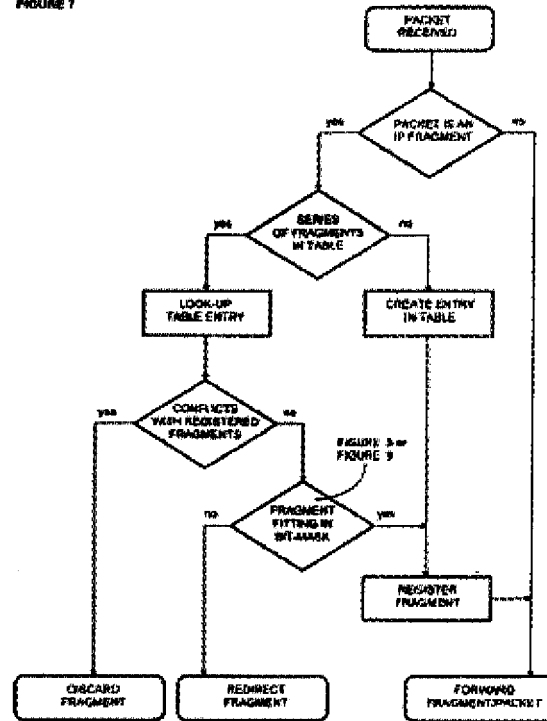 FIGURE 7
PACKET
RECEIVED
PACKET IS AN
IP FRAGMENT
yes
no
SERIES
OF FRAGMENTS
IN TABLE
yes
no
LOOK-UP
TABLE ENTRY
CREATE ENTRY
IN TABLE
CONFLICTS
WITH REGISTERED
FRAGMENTS
yes
no
FIGURE or
FIGURE 9
FRAGMENT
FITTING IN
BIT-MASK
no
yes
REGISTER
FRAGMENT
DISCARD
FRAGMENT
REDIRECT
FRAGMENT
FORWARD
FRAGMENT/PACKET